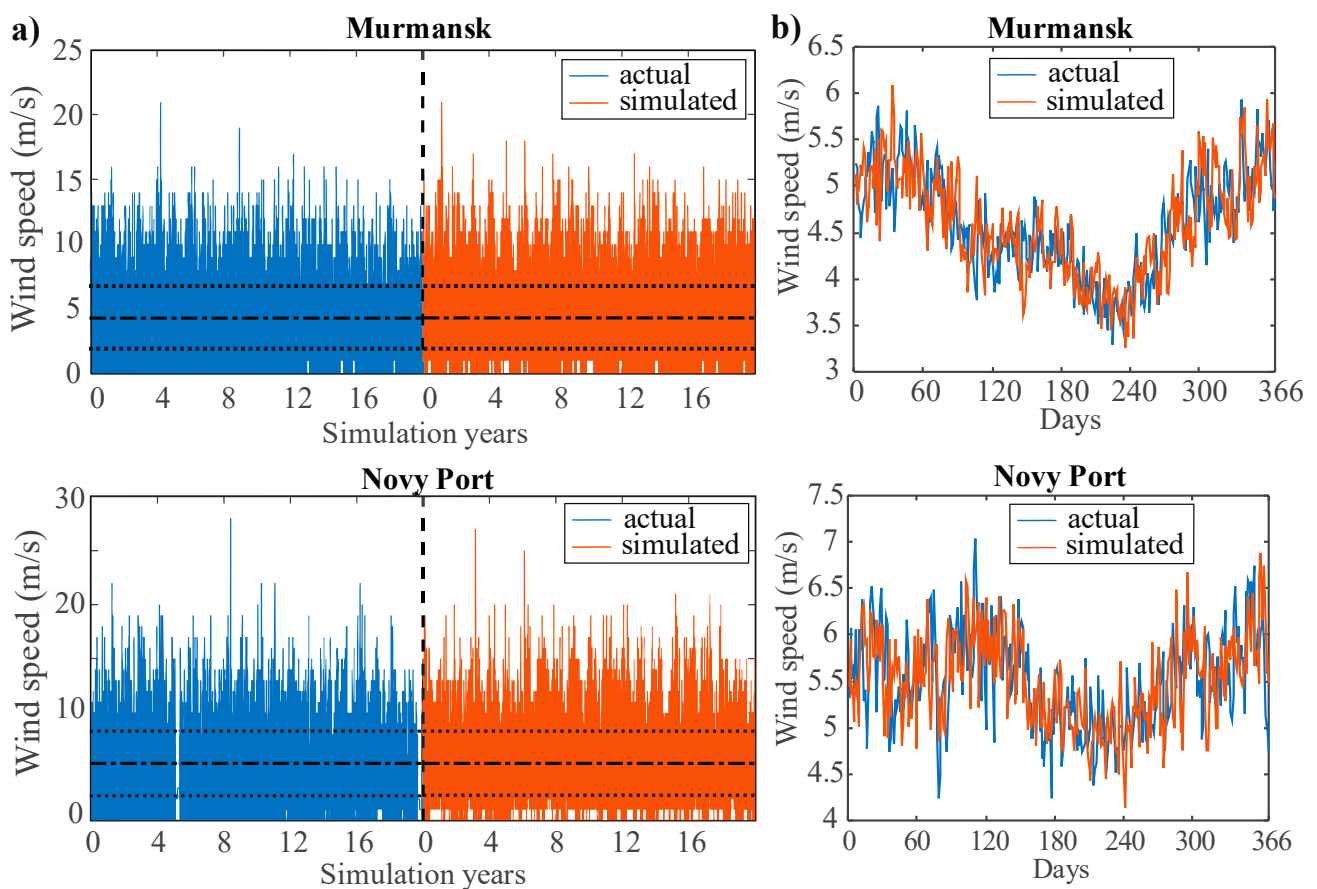 a)
Murmansk
Wind speed (m/s)
25
20
15
10
5
0
actual
simulated
0 4 8 12 16 0 4 8 12 16
Simulation years
b)
Murmansk
Wind speed (m/s)
6.5
6
5.5
5
4.5
4
3.5
3
actual
simulated
0 60 120 180 240 300 366
Days
Novy Port
Wind speed (m/s)
30
20
10
0
actual
simulated
0 4 8 12 16 0 4 8 12 16
Simulation years
Novy Port
Wind speed (m/s)
7.5
7
6.5
6
5.5
5
4.5
4
actual
simulated
0 60 120 180 240 300 366
Days